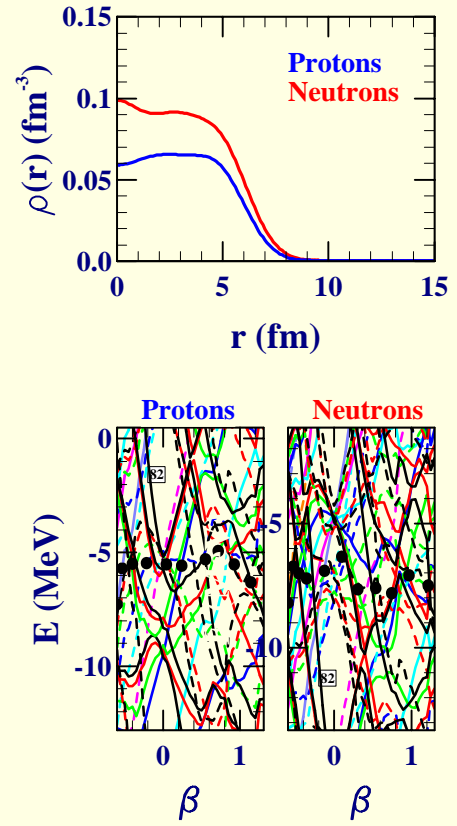 0.15
0.1
0.05
0.0
ρ(r) (fm⁻³)
Protons
Neutrons
0 5 10 15
r (fm)
Protons Neutrons
0
-5
-10
E (MeV)
82
-5
-10
82
0 1 0 1
β β